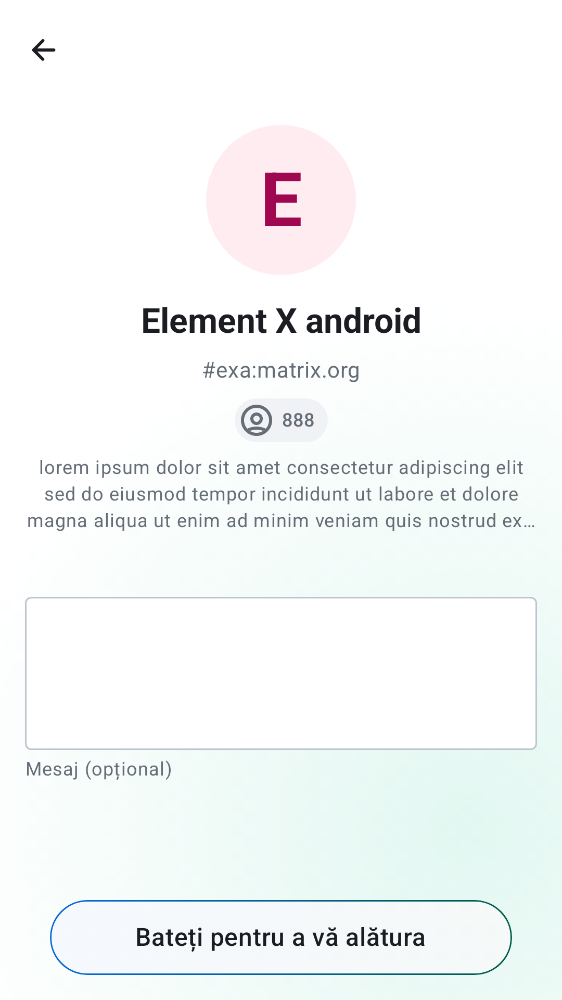 E
Element X android
#exa:matrix.org
888
lorem ipsum dolor sit amet consectetur adipiscing elit
sed do eiusmod tempor incididunt ut labore et dolore
magna aliqua ut enim ad minim veniam quis nostrud ex…
Mesaj (opțional)
Bateți pentru a vă alătura